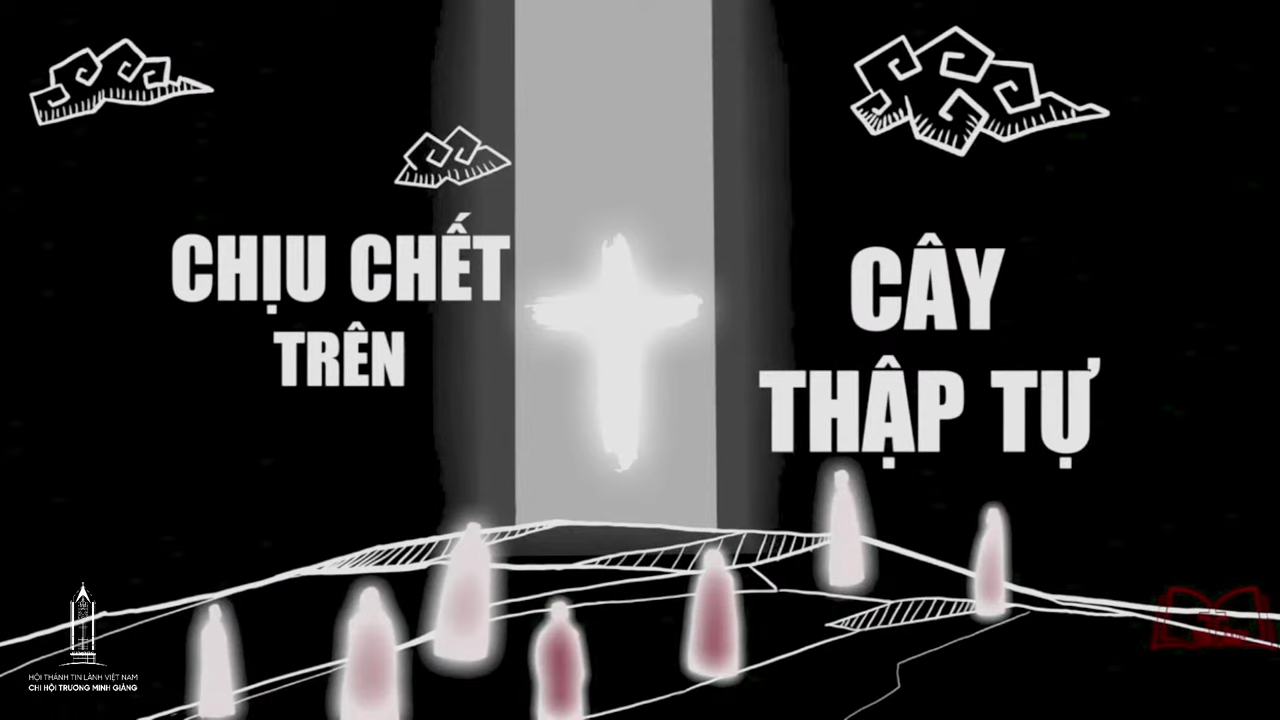 CHỊU CHẾT
TRÊN
CÂY
THẬP TỰ
HỘI THÁNH TIN LÀNH VIỆT NAM
CHI HỘI TRƯƠNG MINH GIẢNG